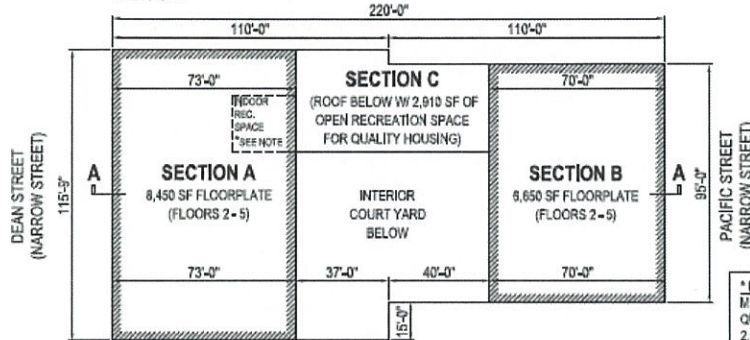 220'-0"
110'-0"
110'-0"
73'-0"
SECTION C
(ROOF BELOW W/ 2,910 SF OF
OPEN RECREATION SPACE
FOR QUALITY HOUSING)
70'-0"
INDOOR
REC.
SPACE
*SEE NOTE
DEAN STREET
(NARROW STREET)
115'-9"
A
SECTION A
8,450 SF FLOORPLATE
(FLOORS 2 - 5)
INTERIOR
COURT YARD
BELOW
SECTION B
6,650 SF FLOORPLATE
(FLOORS 2 - 5)
A
95'-0"
PACIFIC STREET
(NARROW STREET)
73'-0"
37'-0"
40'-0"
70'-0"
15'-0"
*
M
Q
2